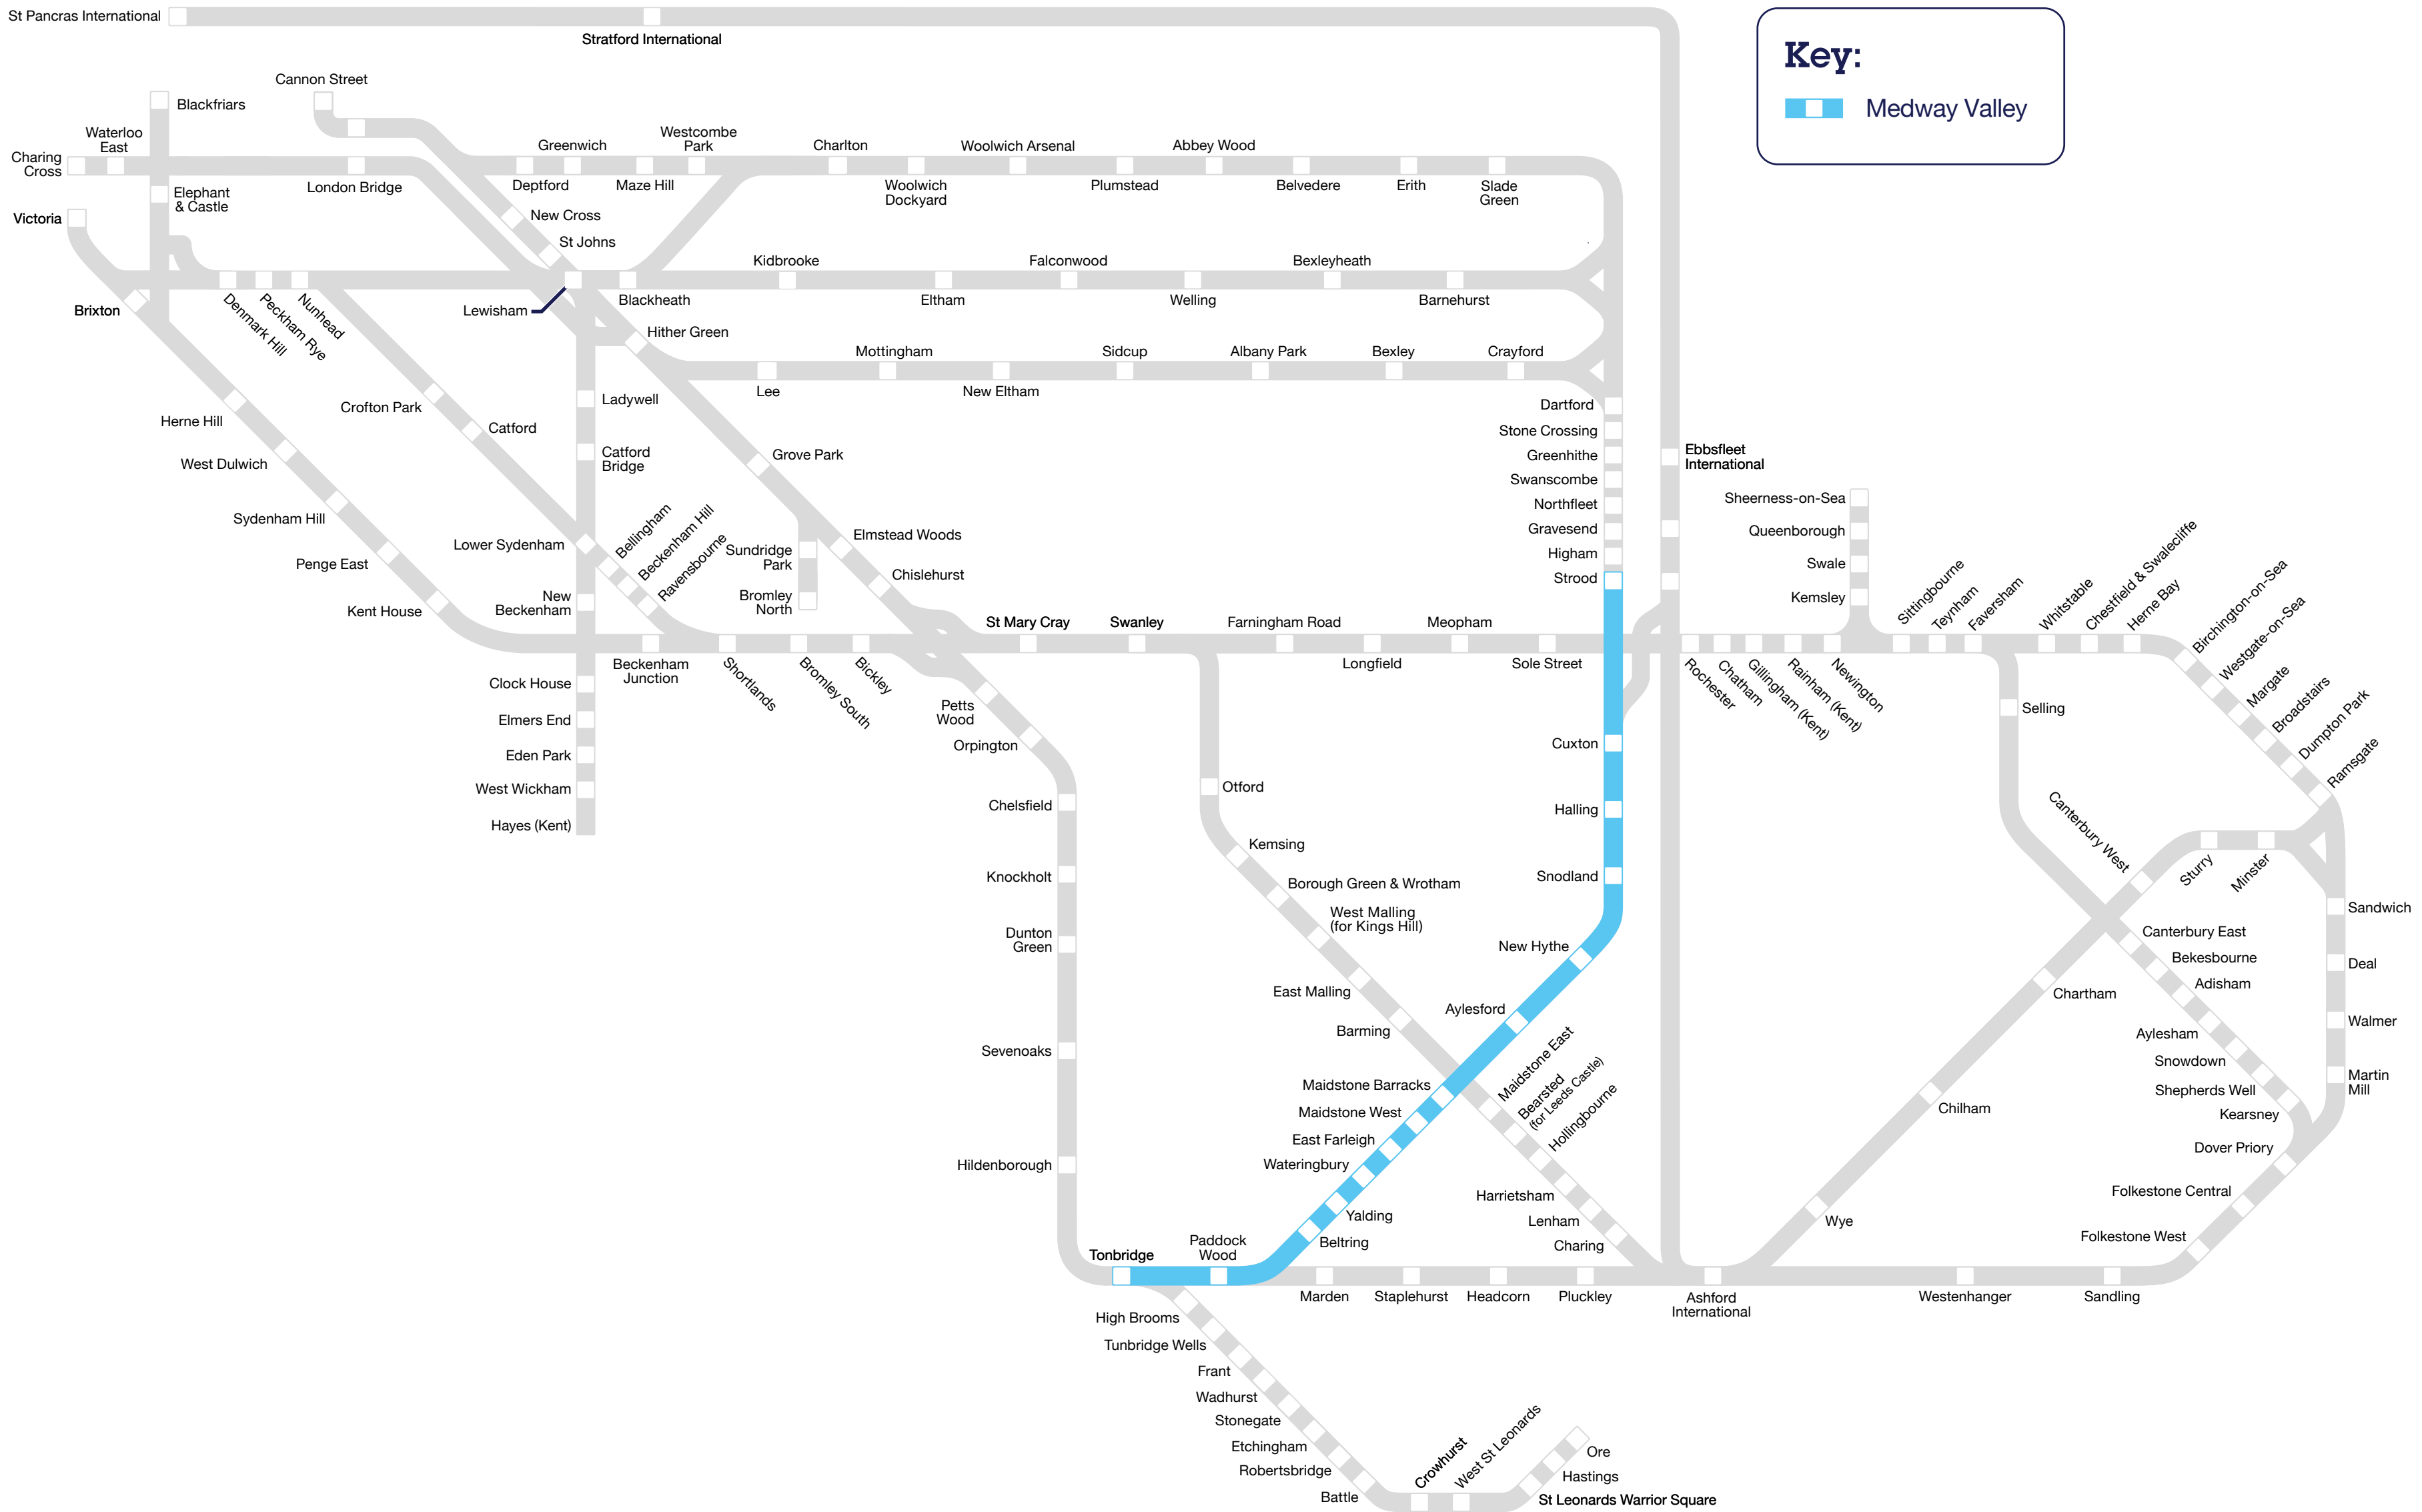 St Pancras International
Stratford International
Key:
Medway Valley
Cannon Street
Blackfriars
Waterloo
East
Charing
Cross
Elephant
& Castle
London Bridge
Victoria
Brixton
Greenwich
Westcombe
Park
Deptford
Maze Hill
Charlton
Woolwich Arsenal
Abbey Wood
Woolwich
Dockyard
Plumstead
Belvedere
Erith
Slade
Green
New Cross
St Johns
Lewisham
Blackheath
Kidbrooke
Eltham
Falconwood
Welling
Bexleyheath
Barnehurst
Denmark Hill
Peckham Rye
Nunhead
Hither Green
Mottingham
Sidcup
Albany Park
Bexley
Crayford
Lee
New Eltham
Ladywell
Catford
Bridge
Crofton Park
Catford
Herne Hill
West Dulwich
Sydenham Hill
Penge East
Kent House
Lower Sydenham
Bellingham
Beckenham Hill
Ravensbourne
New
Beckenham
Grove Park
Sundridge
Park
Bromley
North
Elmstead Woods
Chislehurst
Dartford
Stone Crossing
Greenhithe
Swanscombe
Northfleet
Gravesend
Higham
Strood
Ebbsfleet
International
Sheerness-on-Sea
Queenborough
Swale
Kemsley
Beckenham
Junction
Shortlands
Bromley South
Bickley
St Mary Cray
Swanley
Farningham Road
Longfield
Meopham
Sole Street
Rochester
Chatham
Gillingham (Kent)
Rainham (Kent)
Newington
Sittingbourne
Teynham
Faversham
Whitstable
Chestfield & Swalecliffe
Herne Bay
Birchington-on-Sea
Westgate-on-Sea
Margate
Broadstairs
Dumpton Park
Ramsgate
Clock House
Elmers End
Eden Park
West Wickham
Hayes (Kent)
Petts
Wood
Orpington
Chelsfield
Knockholt
Dunton
Green
Sevenoaks
Hildenborough
Otford
Kemsing
Borough Green & Wrotham
West Malling
(for Kings Hill)
East Malling
Barming
Maidstone East
Bearsted
(for Leeds Castle)
Hollingbourne
Harrietsham
Lenham
Charing
Cuxton
Halling
Snodland
New Hythe
Aylesford
Maidstone Barracks
Maidstone West
East Farleigh
Wateringbury
Yalding
Beltring
Paddock
Wood
Tonbridge
Marden
Staplehurst
Headcorn
Pluckley
Ashford
International
Westenhanger
Sandling
Selling
Canterbury West
Sturry
Minster
Canterbury East
Bekesbourne
Adisham
Aylesham
Snowdown
Shepherds Well
Kearsney
Dover Priory
Folkestone Central
Folkestone West
Chartham
Chilham
Wye
Sandwich
Deal
Walmer
Martin
Mill
High Brooms
Tunbridge Wells
Frant
Wadhurst
Stonegate
Etchingham
Robertsbridge
Battle
Crowhurst
West St Leonards
Ore
Hastings
St Leonards Warrior Square